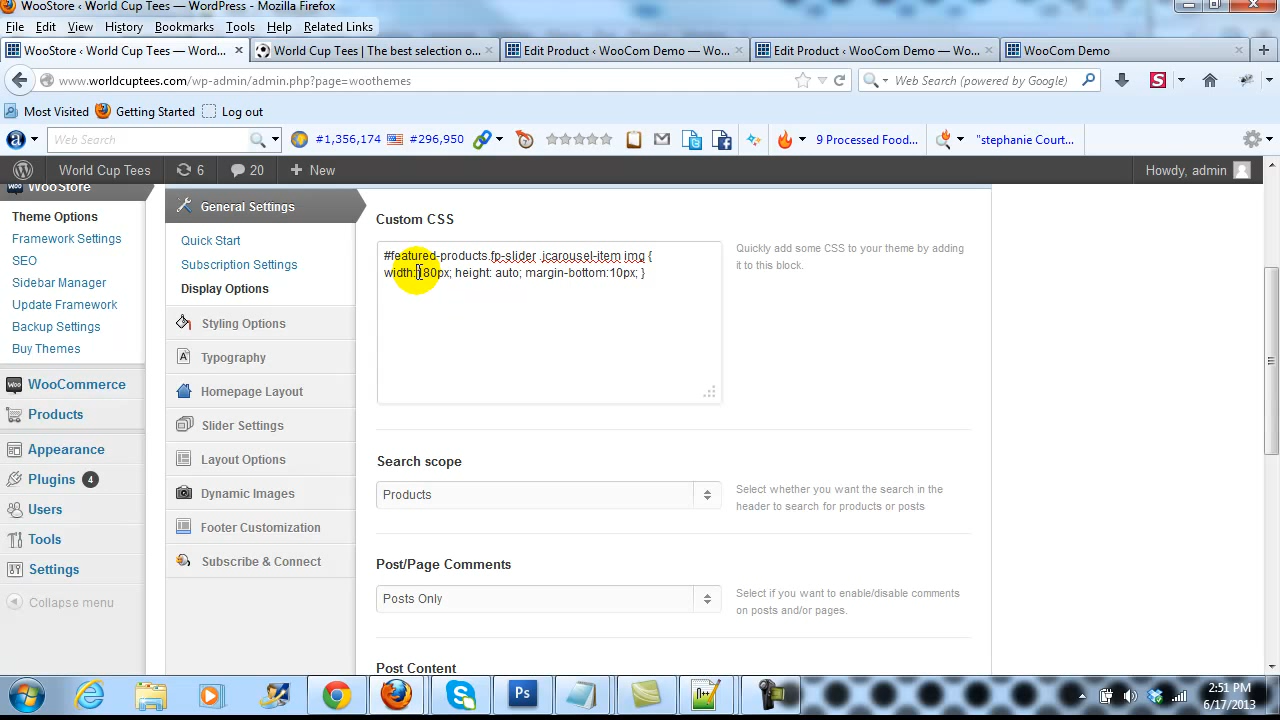 WooStore ‹ World Cup Tees — WordPress - Mozilla Firefox
File Edit View History Bookmarks Tools Help Related Links
WooStore ‹ World Cup Tees — Word... × World Cup Tees | The best selection o... × Edit Product ‹ WooCom Demo — Wo... × Edit Product ‹ WooCom Demo — Wo... × WooCom Demo ×
www.worldcuptees.com/wp-admin/admin.php?page=woothemes
Web Search (powered by Google)
Most Visited Getting Started Log out
Web Search #1,356,174 #296,950 9 Processed Food... "stephanie Court...
World Cup Tees 6 20 New Howdy, admin
WooStore
Theme Options
Framework Settings
SEO
Sidebar Manager
Update Framework
Backup Settings
Buy Themes
WooCommerce
Products
Appearance
Plugins 4
Users
Tools
Settings
Collapse menu
General Settings
Quick Start
Basic Settings
Display Options
Styling Options
Typography
Homepage Layout
Slider Settings
Layout Options
Dynamic Images
Footer Customization
Subscribe & Connect
Custom CSS
#featured-products.fp-slider .jcarousel-item img {
width:180px; height: auto; margin-bottom:10px; }
Quickly add some CSS to your theme by adding
it to this block.
Search scope
Products
Select whether you want the search in the
header to search for products or posts
Post/Page Comments
Posts Only
Select if you want to enable/disable comments
on posts and/or pages.
Post Content
2:51 PM
6/17/2013